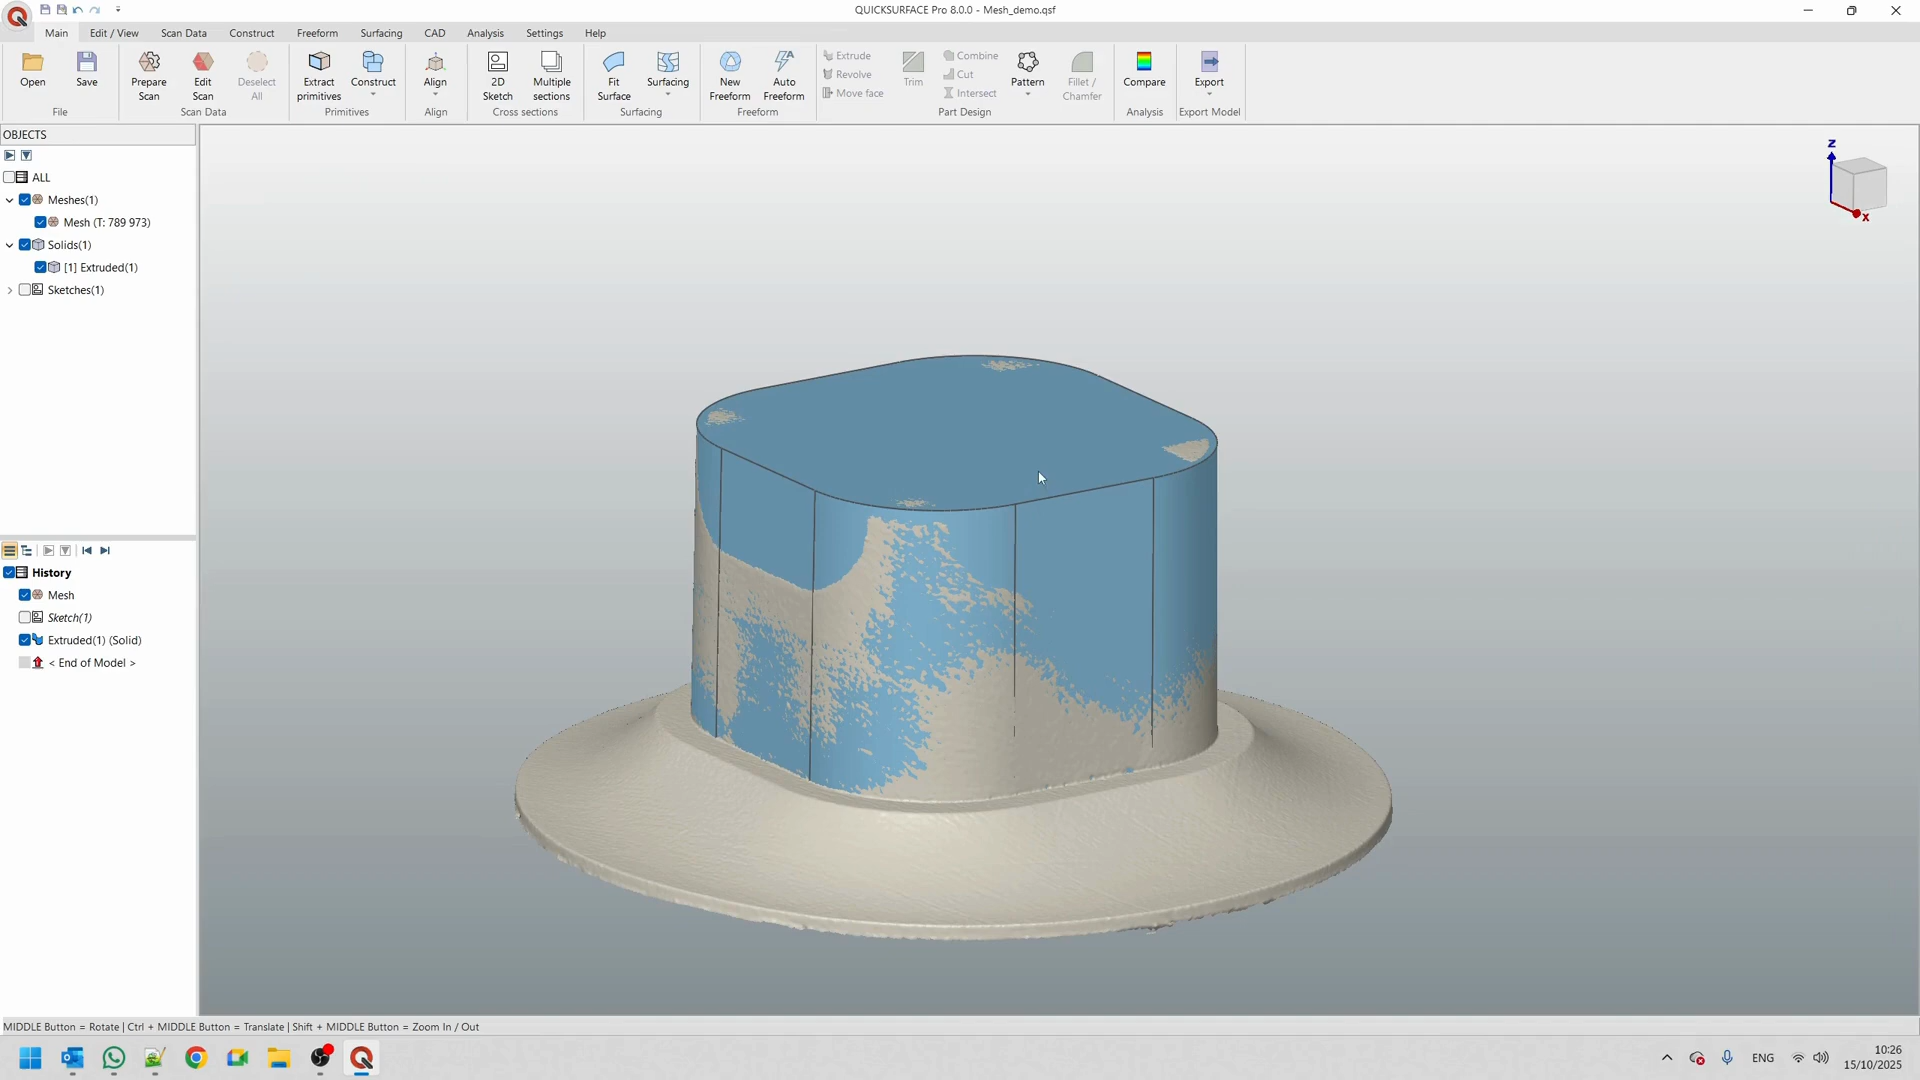 QUICKSURFACE Pro 8.0.0 - Mesh_demo.qsf
Main Edit / View Scan Data Construct Freeform Surfacing CAD Analysis Settings Help
Open Save Prepare Scan Edit Scan Deselect All Extract primitives Construct Align 2D Sketch Multiple sections Fit Surface Surfacing New Freeform Auto Freeform Extrude Revolve Move face Trim Combine Cut Intersect Pattern Fillet / Chamfer Compare Export
File Scan Data Primitives Align Cross sections Surfacing Freeform Part Design Analysis Export Model
OBJECTS
ALL
Meshes(1)
Mesh (T: 789 973)
Solids(1)
[1] Extruded(1)
Sketches(1)
History
Mesh
Sketch(1)
Extruded(1) (Solid)
< End of Model >
Z
X
MIDDLE Button = Rotate | Ctrl + MIDDLE Button = Translate | Shift + MIDDLE Button = Zoom In / Out
ENG
10:26
15/10/2025